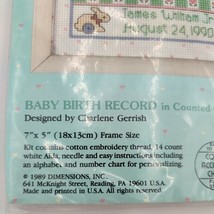 James William Jr
August 24, 1990
BABY BIRTH RECORD in Counted
Designed by Charlene Gerrish
7" x 5" (18x13cm) Frame Size
Kit contains cotton embroidery thread, 14 count
white Aida, needle and easy instructions including
an alphabet, and number chart for personalizing.
© 1989 DIMENSIONS, INC.
641 McKnight Street, Reading, PA 19601 U.S.A.
Made and Printed in U.S.A. All rights reserved.